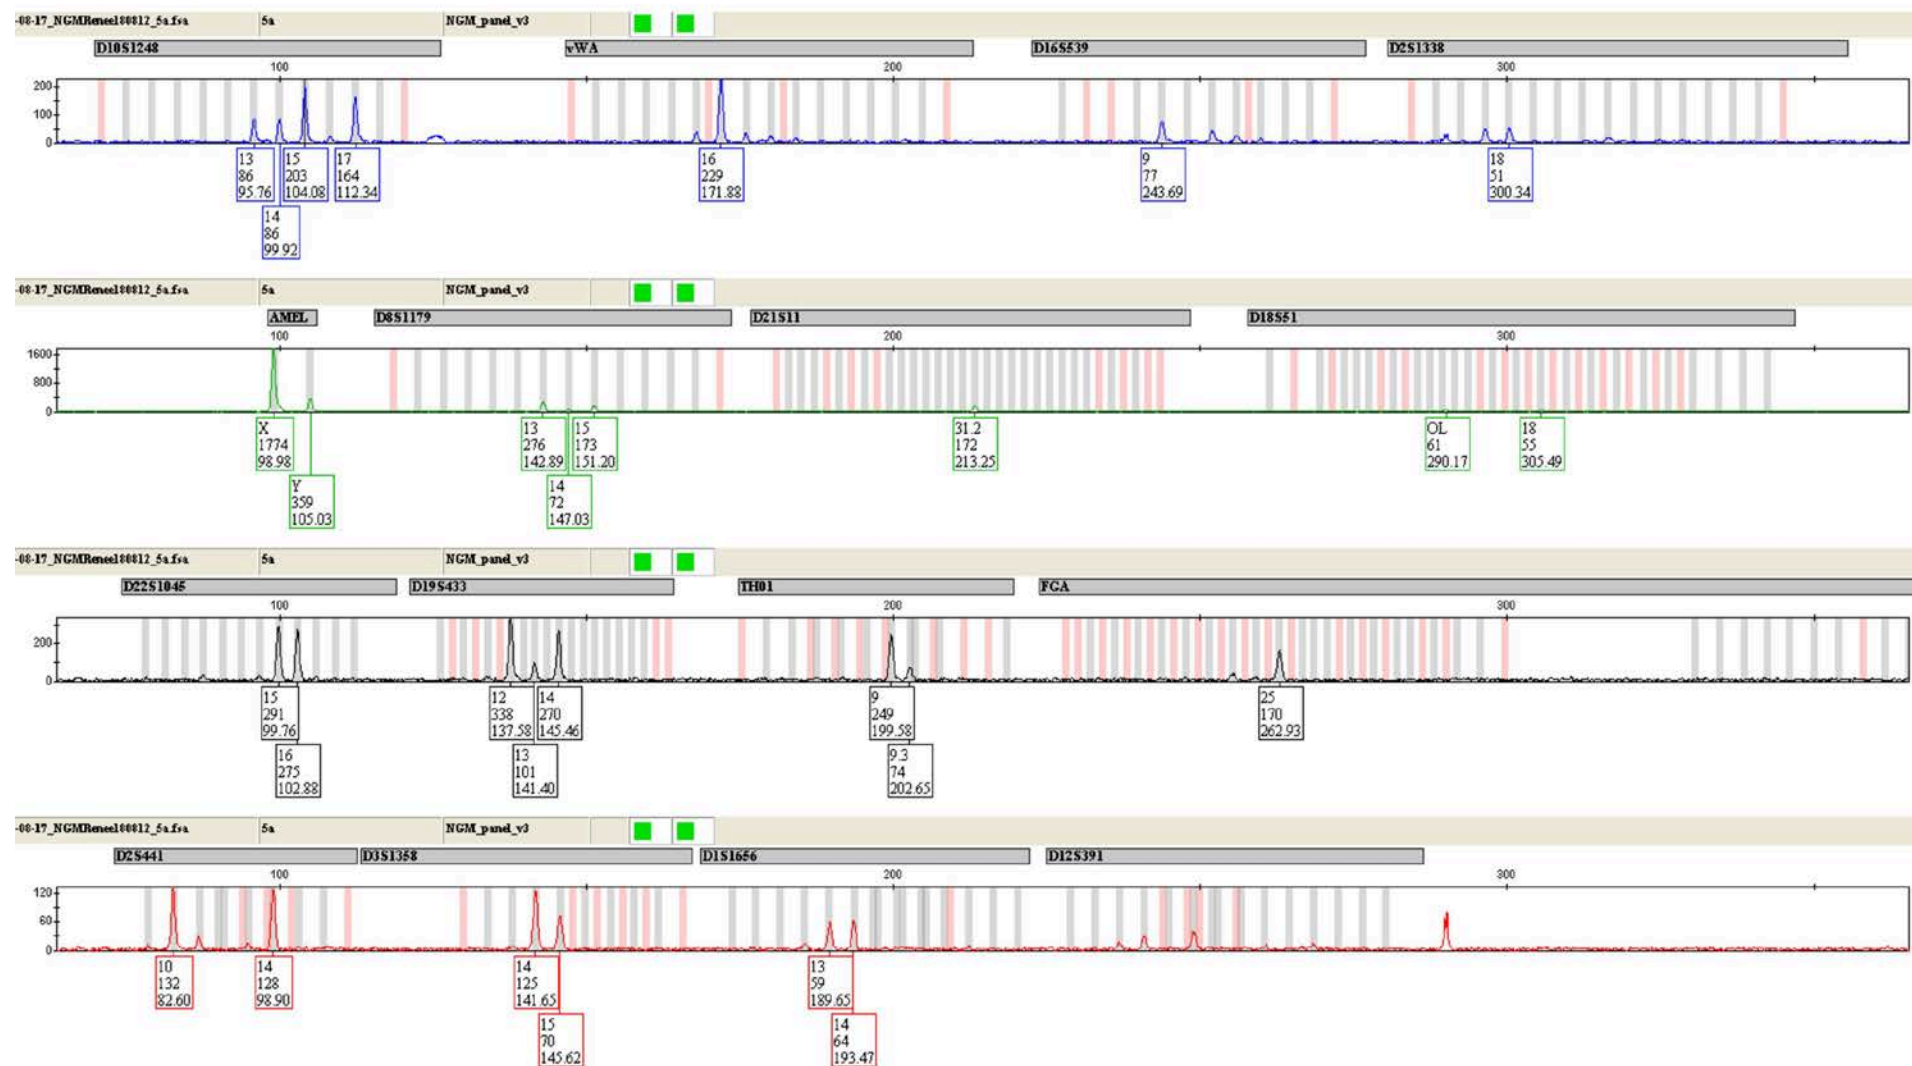 -08-17_NGMReneel80812_5a.fsa 5a NGM_panel_v3
D10S1248 vWA D16S539 D2S1338
100 200 300
200
100
0
13 15 17 16 9 18
86 203 164 229 77 51
95.76 104.08 112.34 171.88 243.69 300.34
14
86
99.92
-08-17_NGMReneel80812_5a.fsa 5a NGM_panel_v3
AMEL D8S1179 D21S11 D18S51
100 200 300
1600
800
0
X 13 15 31.2 OL 18
1774 276 173 172 61 55
98.98 142.89 151.20 213.25 290.17 305.49
Y 14
359 72
105.03 147.03
-08-17_NGMReneel80812_5a.fsa 5a NGM_panel_v3
D22S1045 D19S433 TH01 FGA
100 200 300
200
0
15 12 14 9 25
291 338 270 249 170
99.76 137.58 145.46 199.58 262.93
16 13 9.3
275 101 74
102.88 141.40 202.65
-08-17_NGMReneel80812_5a.fsa 5a NGM_panel_v3
D2S441 D3S1358 D1S1656 D12S391
100 200 300
120
60
0
10 14 14 13
132 128 125 59
82.60 98.90 141.65 189.65
15 14
70 64
145.62 193.47